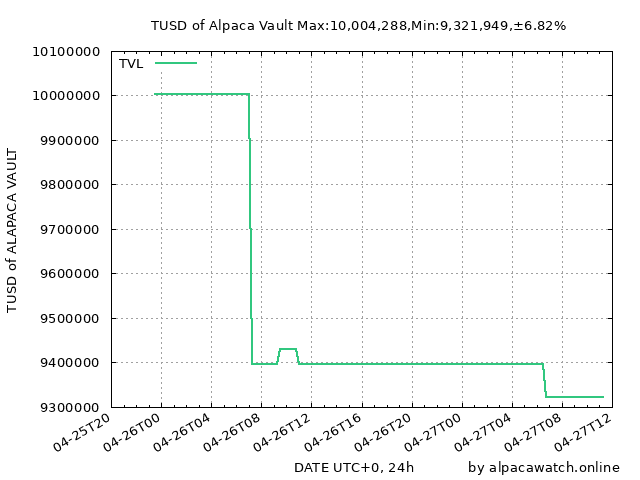 TUSD of Alpaca Vault Max:10,004,288,Min:9,321,949,±6.82%
TVL
10100000
10000000
9900000
9800000
9700000
9600000
9500000
9400000
9300000
TUSD of ALAPACA VAULT
04-25T20
04-26T00
04-26T04
04-26T08
04-26T12
04-26T16
04-26T20
04-27T00
04-27T04
04-27T08
04-27T12
DATE UTC+0, 24h
by alpacawatch.online